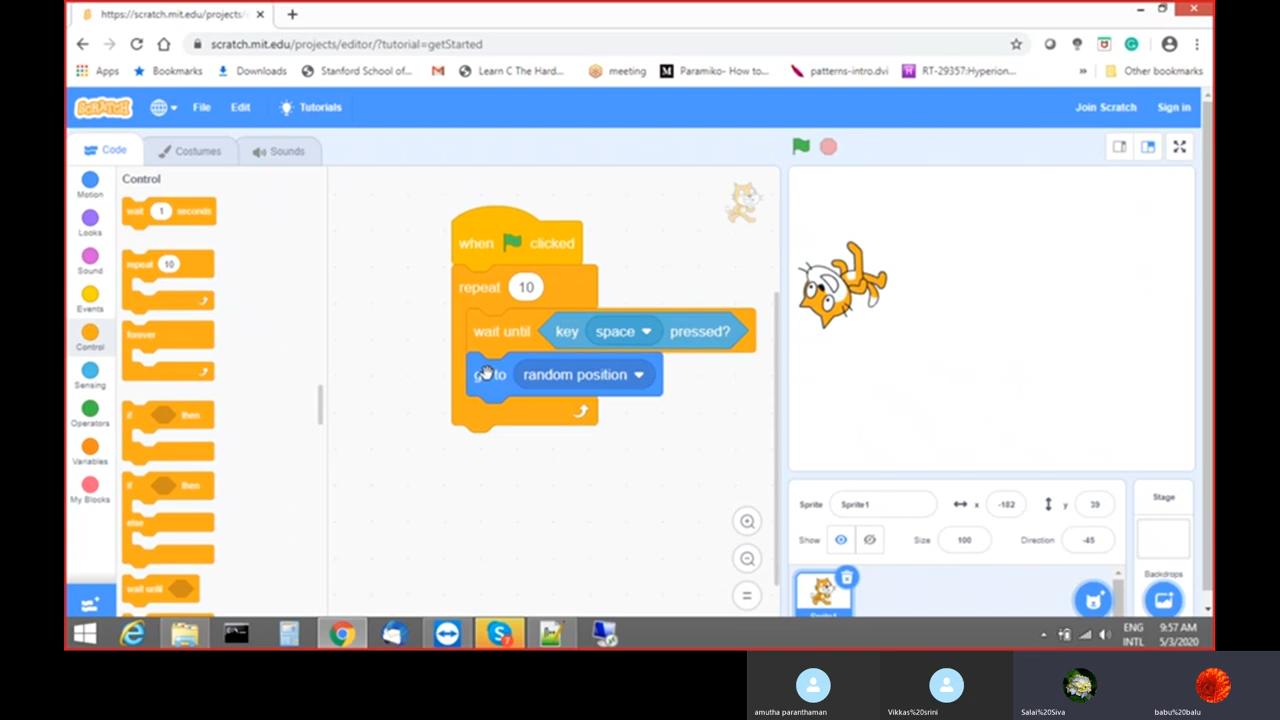 https://scratch.mit.edu/projects/
scratch.mit.edu/projects/editor/?tutorial=getStarted
Apps Bookmarks Downloads Stanford School of... Learn C The Hard... meeting Paramiko- How to... patterns-intro.dvi RT-29357:Hyperion... » Other bookmarks
SCRATCH File Edit Tutorials Join Scratch Sign in
Code Costumes Sounds
Motion
Looks
Sound
Events
Control
Sensing
Operators
Variables
My Blocks
Control
wait 1 seconds
repeat 10
forever
if then
if then
else
wait until
when clicked
repeat 10
wait until key space pressed?
go to random position
Sprite Sprite1 x -182 y 39
Show Size 100 Direction -45
Sprite1
Stage
Backdrops
ENG
INTL
9:57 AM
5/3/2020
amutha paranthaman
Vikkas%20srini
Salai%20Siva
babu%20balu